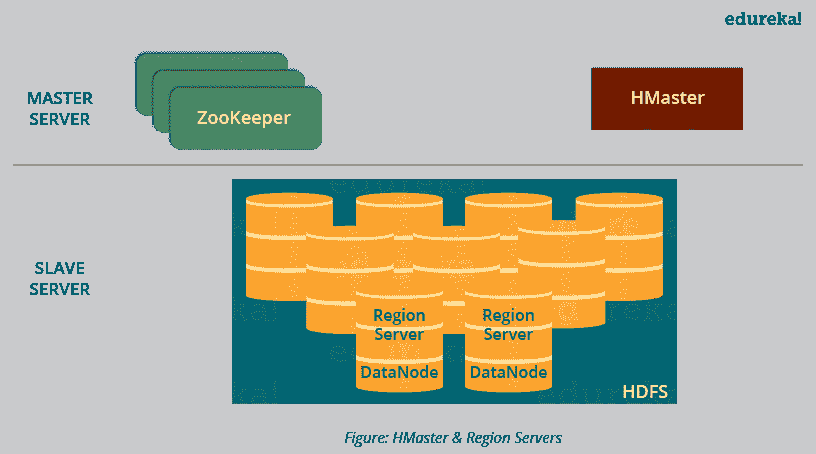 edureka!
MASTER
SERVER
ZooKeeper
HMaster
SLAVE
SERVER
Region
Server
DataNode
Region
Server
DataNode
HDFS
Figure: HMaster & Region Servers